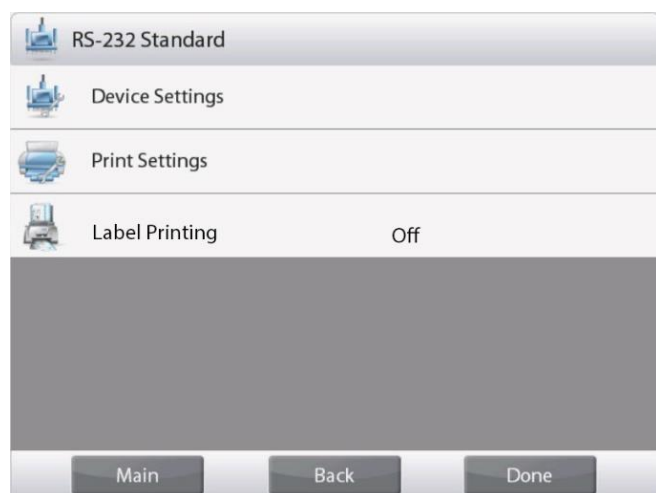 RS-232 Standard
Device Settings
Print Settings
Label Printing Off
Main Back Done